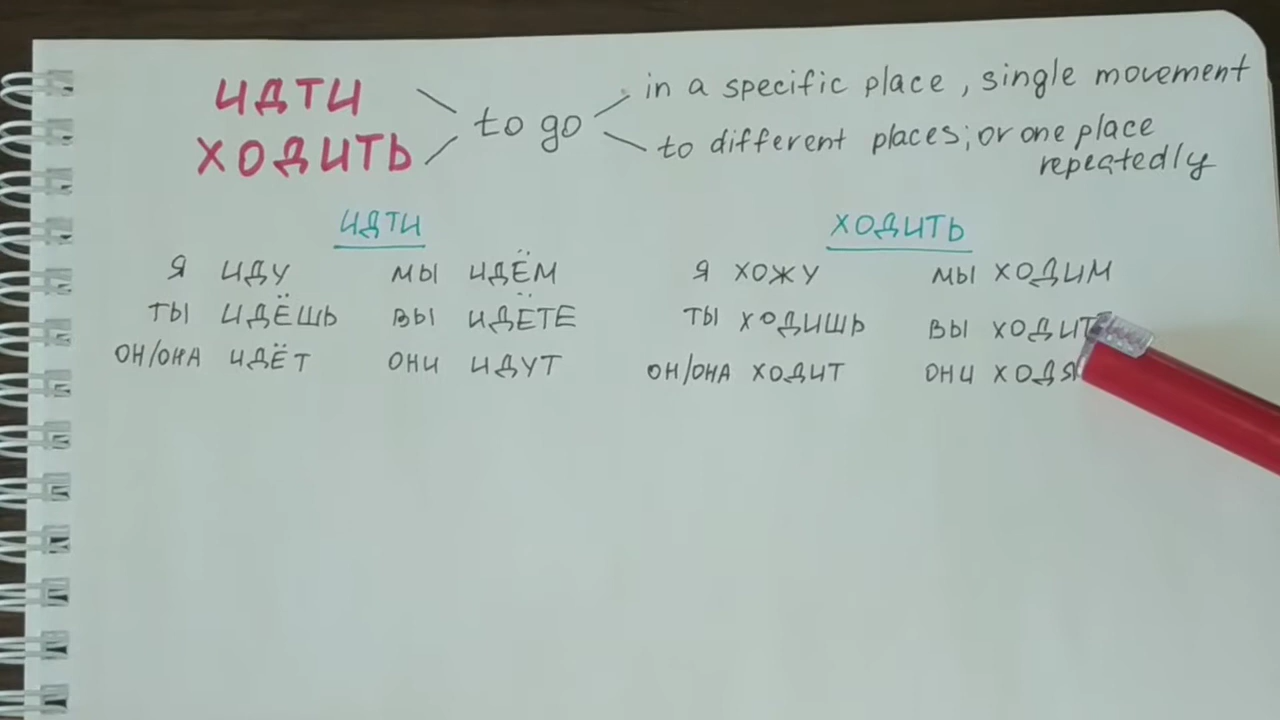 ИДТИ
ХОДИТЬ
to go
in a specific place, single movement
to different places; or one place
repeatedly
ИДТИ
Я ИДУ МЫ ИДЁМ
ТЫ ИДЁШЬ ВЫ ИДЁТЕ
ОН/ОНА ИДЁТ ОНИ ИДУТ
ХОДИТЬ
Я ХОЖУ МЫ ХОДИМ
ТЫ ХОДИШЬ ВЫ
ОН/ОНА ХОДИТ ОНИ